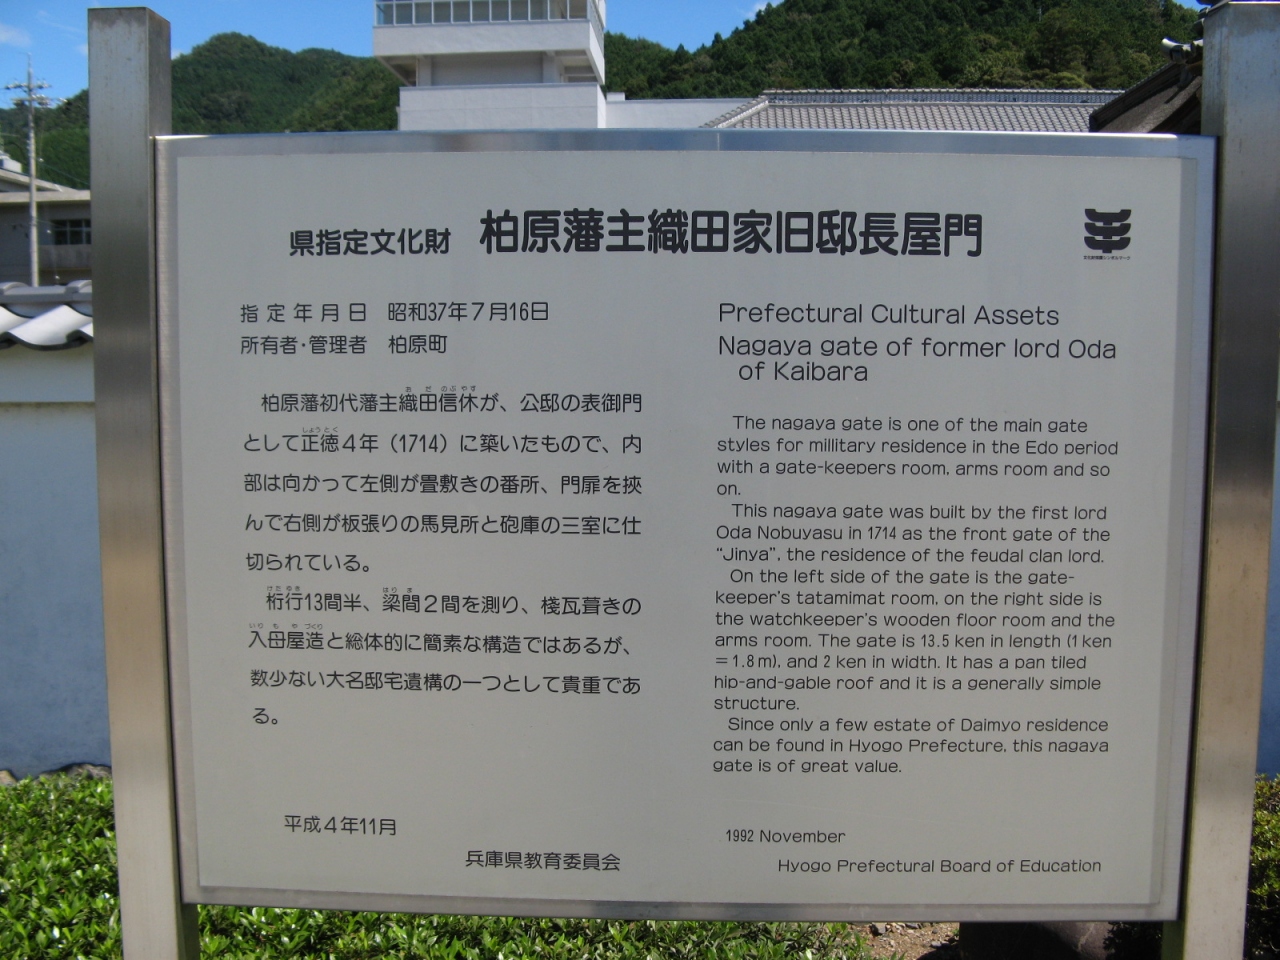 県指定文化財 柏原藩主織田家旧邸長屋門
指定年月日 昭和37年7月16日
所有者・管理者 柏原町
柏原藩初代藩主織田信休が、公邸の表御門
として正徳4年（1714）に築いたもので、内
部は向かって左側が畳敷きの番所、門扉を挾
んで右側が板張りの馬見所と砲庫の三室に仕
切られている。
桁行13間半、梁間2間を測り、棧瓦葺きの
入母屋造と総体的に簡素な構造ではあるが、
数少ない大名邸宅遺構の一つとして貴重であ
る。
平成4年11月
兵庫県教育委員会
Prefectural Cultural Assets
Nagaya gate of former lord Oda
of Kaibara
The nagaya gate is one of the main gate
styles for millitary residence in the Edo period
with a gate-keepers room, arms room and so
on.
This nagaya gate was built by the first lord
Oda Nobuyasu in 1714 as the front gate of the
“Jinya”, the residence of the feudal clan lord.
On the left side of the gate is the gate-
keeper's tatamimat room, on the right side is
the watchkeeper's wooden floor room and the
arms room. The gate is 13.5 ken in length (1 ken
=1.8m), and 2 ken in width. It has a pan tiled
hip-and-gable roof and it is a generally simple
structure.
Since only a few estate of Daimyo residence
can be found in Hyogo Prefecture, this nagaya
gate is of great value.
1992 November
Hyogo Prefectural Board of Education